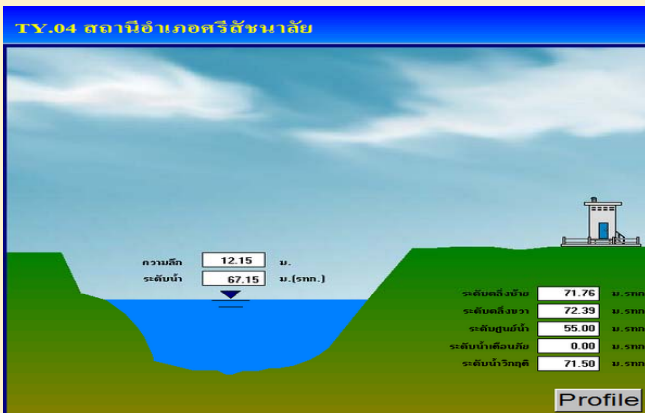 TY.04 สถานีอำเภอศรีสัชนาลัย
ความลึก 12.15 ม.
ระดับน้ำ 67.15 ม.(รทก.)
ระดับตลิ่งซ้าย 71.76 ม.รทก
ระดับตลิ่งขวา 72.39 ม.รทก
ระดับศูนย์น้ำ 55.00 ม.รทก
ระดับน้ำเตือนภัย 0.00 ม.รทก
ระดับน้ำวิกฤติ 71.50 ม.รทก
Profile